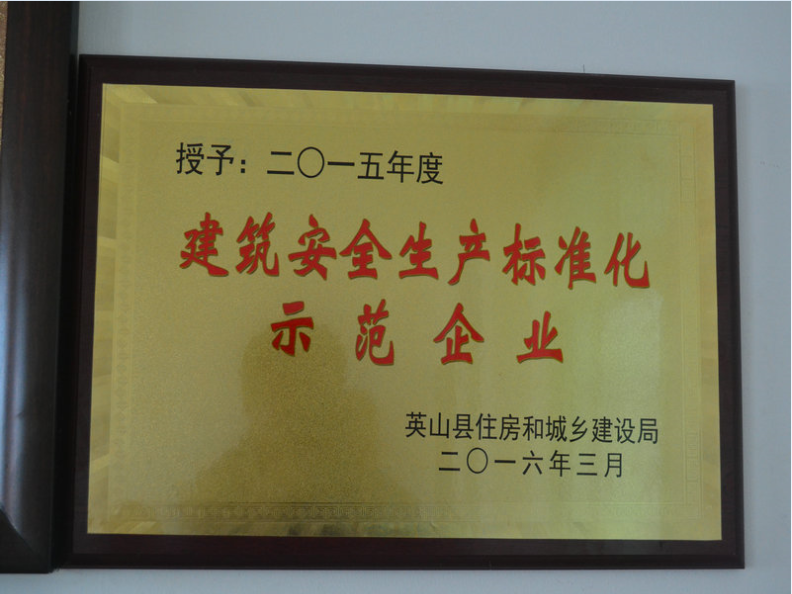 授予：二〇一五年度
建筑安全生产标准化
示范企业
英山县住房和城乡建设局
二〇一六年三月